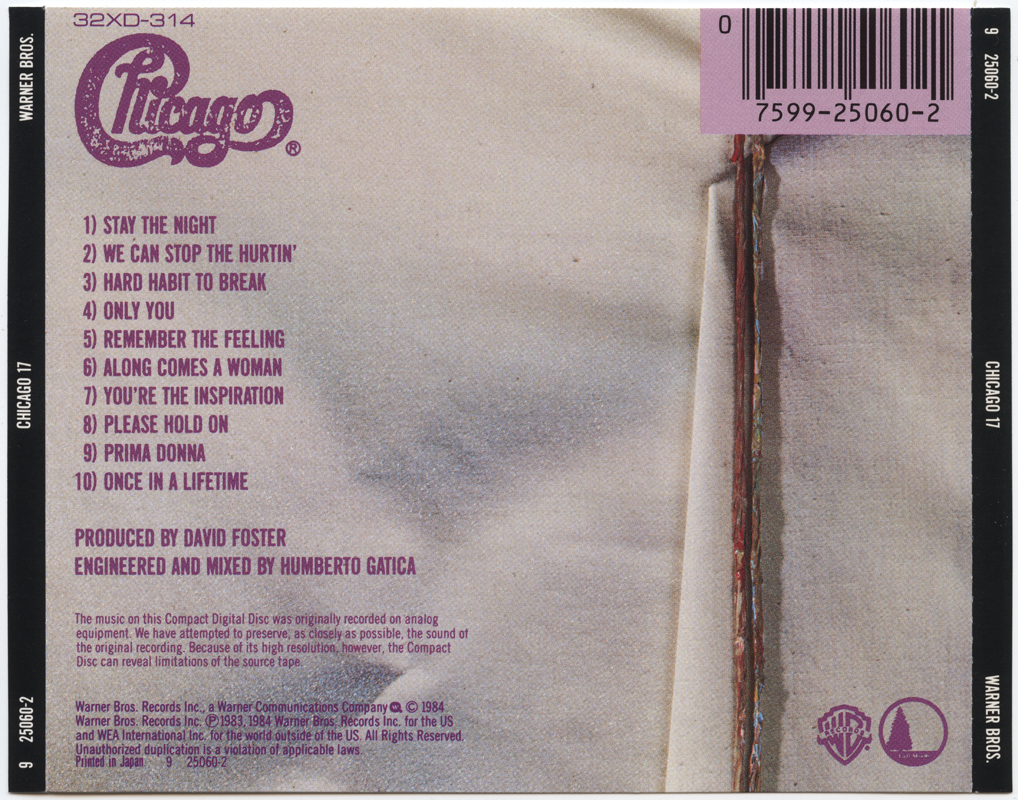 32XD-314
Chicago®
0
7599-25060-2
1) STAY THE NIGHT
2) WE CAN STOP THE HURTIN'
3) HARD HABIT TO BREAK
4) ONLY YOU
5) REMEMBER THE FEELING
6) ALONG COMES A WOMAN
7) YOU'RE THE INSPIRATION
8) PLEASE HOLD ON
9) PRIMA DONNA
10) ONCE IN A LIFETIME
PRODUCED BY DAVID FOSTER
ENGINEERED AND MIXED BY HUMBERTO GATICA
The music on this Compact Digital Disc was originally recorded on analog
equipment. We have attempted to preserve, as closely as possible, the sound of
the original recording. Because of its high resolution, however, the Compact
Disc can reveal limitations of the source tape.
Warner Bros. Records Inc., a Warner Communications Company, © 1984
Warner Bros. Records Inc. ℗ 1983, 1984 Warner Bros. Records Inc. for the US
and WEA International Inc. for the world outside of the US. All Rights Reserved.
Unauthorized duplication is a violation of applicable laws.
Printed in Japan 9 25060-2
WB RECORDS ®
WARNER BROS.
CHICAGO 17
9 25060-2
9 25060-2
CHICAGO 17
WARNER BROS.